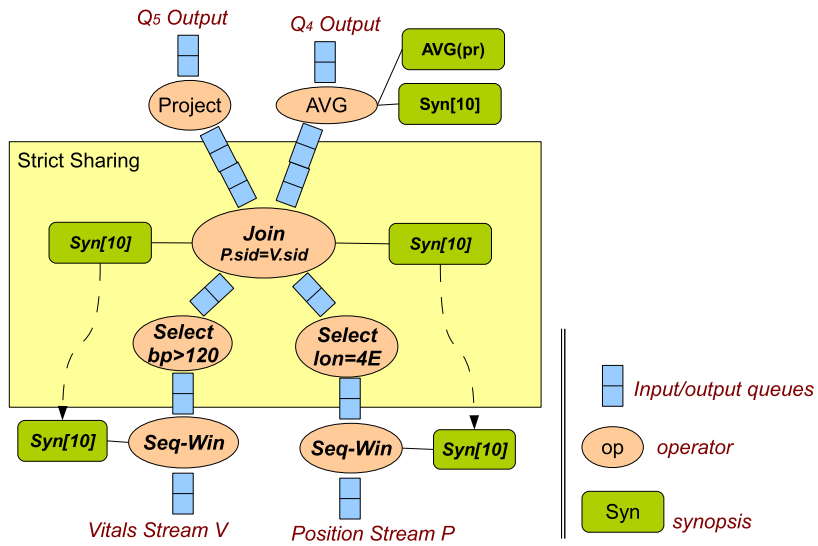 Q5 Output
Q4 Output
AVG(pr)
Project
AVG
Syn[10]
Strict Sharing
Syn[10]
Join
P.sid=V.sid
Syn[10]
Select
bp>120
Select
lon=4E
Input/output queues
Syn[10]
Seq-Win
Seq-Win
Syn[10]
op
operator
Vitals Stream V
Position Stream P
Syn
synopsis